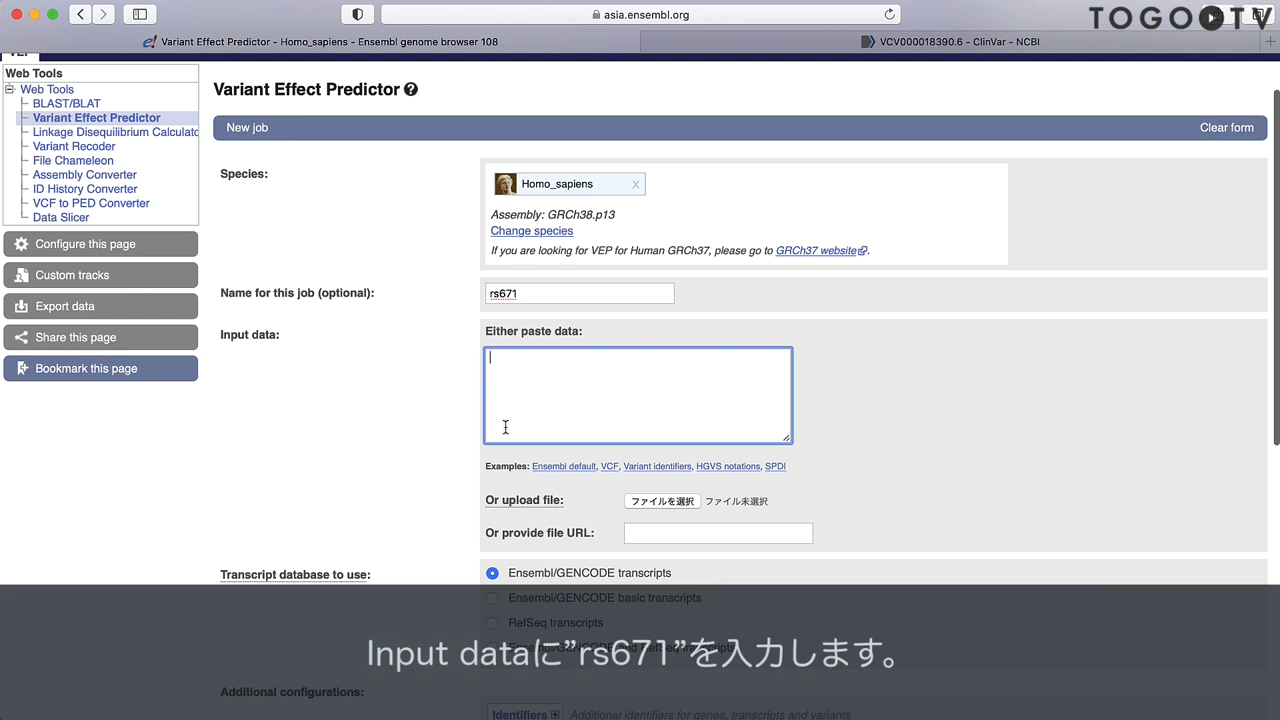 asia.ensembl.org
TOGOTV
Variant Effect Predictor - Homo_sapiens - Ensembl genome browser 108
VCV000018390.6 - ClinVar - NCBI
Web Tools
Web Tools
BLAST/BLAT
Variant Effect Predictor
Linkage Disequilibrium Calculato
Variant Recoder
File Chameleon
Assembly Converter
ID History Converter
VCF to PED Converter
Data Slicer
Configure this page
Custom tracks
Export data
Share this page
Bookmark this page
Variant Effect Predictor
New job
Clear form
Species:
Homo_sapiens
X
Assembly: GRCh38.p13
Change species
If you are looking for VEP for Human GRCh37, please go to GRCh37 website.
Name for this job (optional):
rs671
Input data:
Either paste data:
Examples: Ensembl default, VCF, Variant identifiers, HGVS notations, SPDI
Or upload file:
ファイルを選択 ファイル未選択
Or provide file URL:
Transcript database to use:
Ensembl/GENCODE transcripts
Ensembl/GENCODE basic transcripts
RefSeq transcripts
Input dataに"rs671"を入力します。
Additional configurations:
Identifiers
Additional identifiers for genes, transcripts and variants